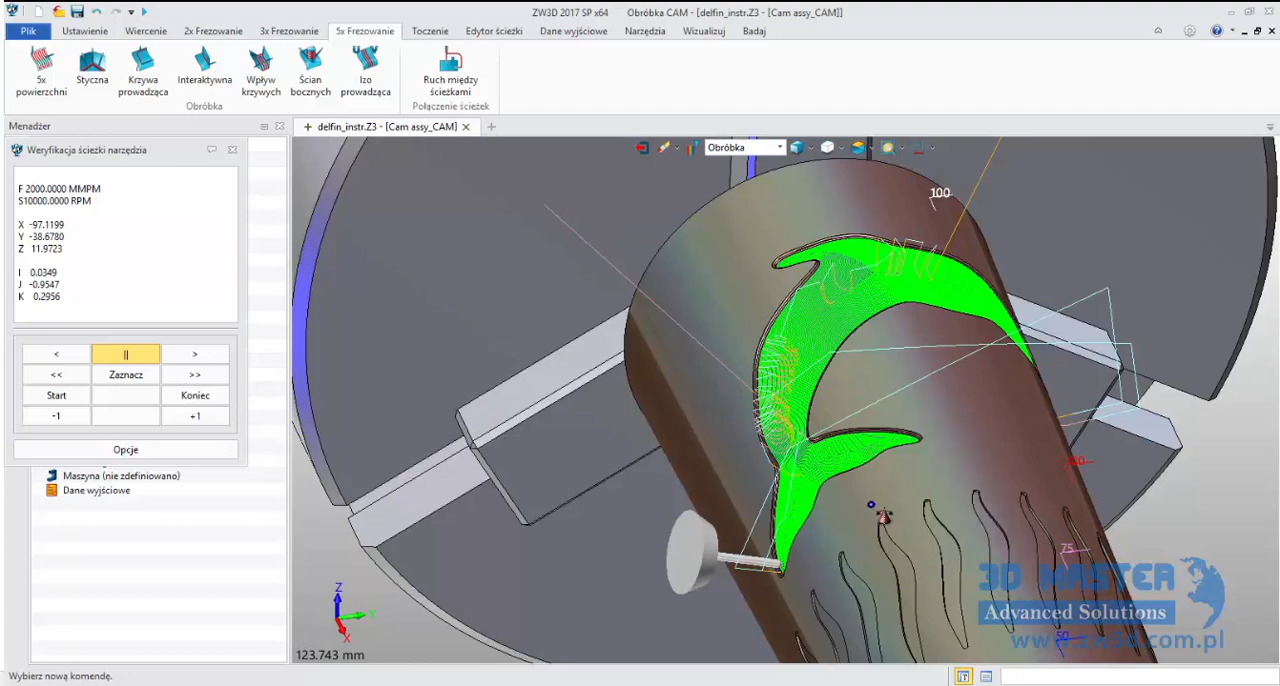 ZW3D 2017 SP x64 Obróbka CAM - [delfin_instr.Z3 - [Cam assy_CAM]]
Plik Ustawienie Wiercenie 2x Frezowanie 3x Frezowanie 5x Frezowanie Toczenie Edytor ścieżki Dane wyjściowe Narzędzia Wizualizuj Badaj
5x powierzchni
Styczna
Krzywa prowadząca
Interaktywna
Wpływ krzywych
Ścian bocznych
Izo prowadząca
Ruch między ścieżkami
Obróbka
Połączenie ścieżek
Menadżer
delfin_instr.Z3 - [Cam assy_CAM]
Weryfikacja ścieżki narzędzia
Obróbka
F 2000.0000 MMPM
S10000.0000 RPM
X -97.1199
Y -38.6780
Z 11.9723
I 0.0349
J -0.9547
K 0.2956
< || >
<< Zaznacz >>
Start Koniec
-1 +1
Opcje
Maszyna (nie zdefiniowano)
Dane wyjściowe
100
75
50
Z
Y
X
123.743 mm
3D MASTER
Advanced Solutions
www.zw3d.com.pl
Wybierz nową komendę.